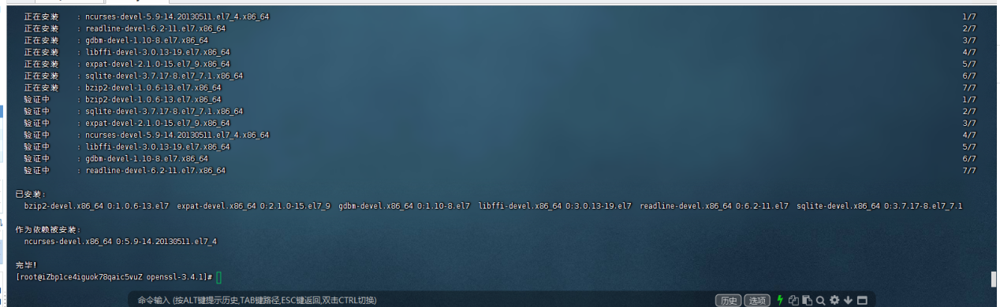 正在安装    : ncurses-devel-5.9-14.20130511.el7_4.x86_64    1/7
正在安装    : readline-devel-6.2-11.el7.x86_64    2/7
正在安装    : gdbm-devel-1.10-8.el7.x86_64    3/7
正在安装    : libffi-devel-3.0.13-19.el7.x86_64    4/7
正在安装    : expat-devel-2.1.0-15.el7_9.x86_64    5/7
正在安装    : sqlite-devel-3.7.17-8.el7_7.1.x86_64    6/7
正在安装    : bzip2-devel-1.0.6-13.el7.x86_64    7/7
验证中      : bzip2-devel-1.0.6-13.el7.x86_64    1/7
验证中      : sqlite-devel-3.7.17-8.el7_7.1.x86_64    2/7
验证中      : expat-devel-2.1.0-15.el7_9.x86_64    3/7
验证中      : ncurses-devel-5.9-14.20130511.el7_4.x86_64    4/7
验证中      : libffi-devel-3.0.13-19.el7.x86_64    5/7
验证中      : gdbm-devel-1.10-8.el7.x86_64    6/7
验证中      : readline-devel-6.2-11.el7.x86_64    7/7
已安装:
bzip2-devel.x86_64 0:1.0.6-13.el7  expat-devel.x86_64 0:2.1.0-15.el7_9  gdbm-devel.x86_64 0:1.10-8.el7  libffi-devel.x86_64 0:3.0.13-19.el7  readline-devel.x86_64 0:6.2-11.el7  sqlite-devel.x86_64 0:3.7.17-8.el7_7.1
作为依赖被安装:
ncurses-devel.x86_64 0:5.9-14.20130511.el7_4
完毕!
[root@iZbp1ce4iguok78qaic5vuZ openssl-3.4.1]#
命令输入 (按ALT键提示历史,TAB键路径,ESC键返回,双击CTRL切换)    历史    选项